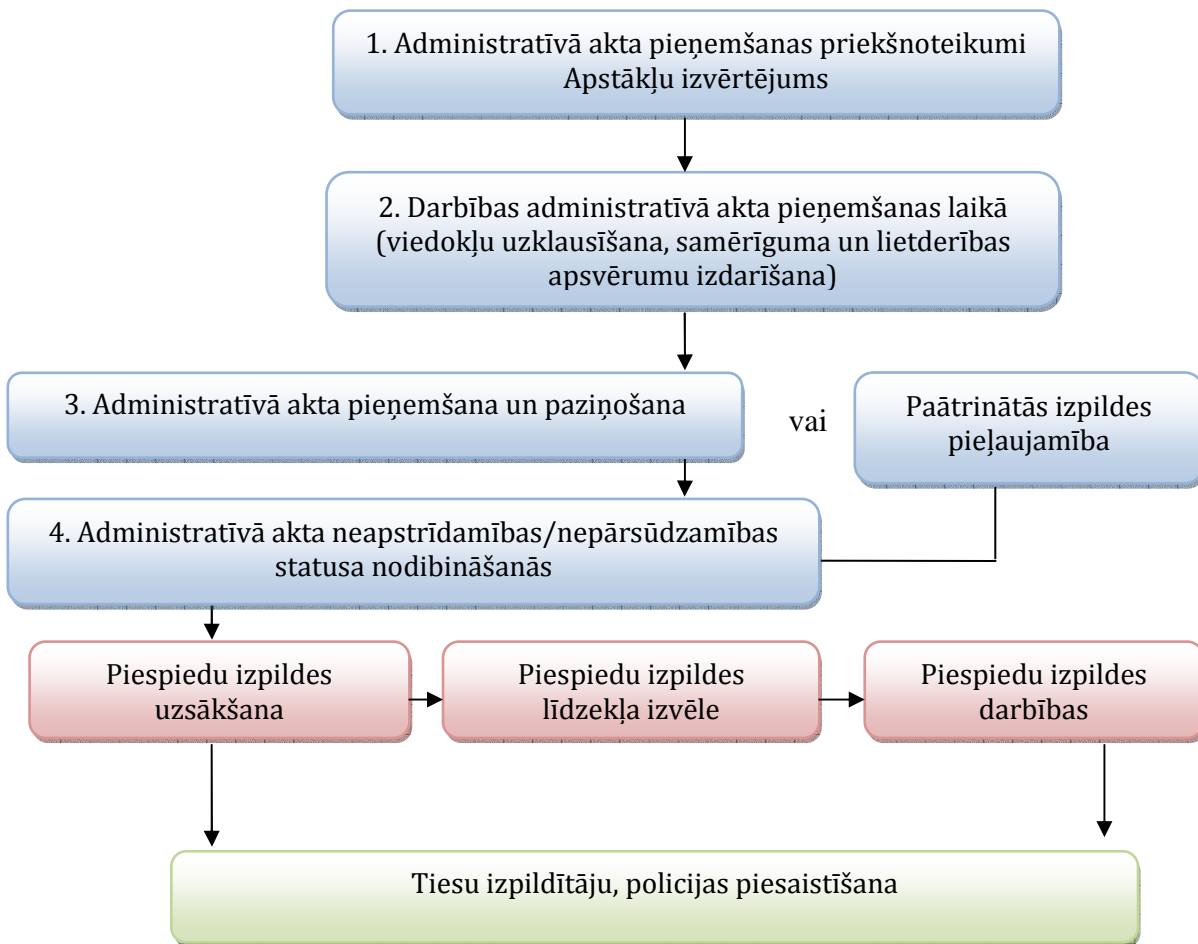 1. Administratīvā akta pieņemšanas priekšnoteikumi
Apstākļu izvērtējums
2. Darbības administratīvā akta pieņemšanas laikā
(viedokļu uzklausīšana, samērīguma un lietderības
apsvērumu izdarīšana)
3. Administratīvā akta pieņemšana un paziņošana
vai
Paātrinātās izpildes
pieļaujamība
4. Administratīvā akta neapstrīdamības/nepārsūdzamības
statusa nodibināšanās
Piespiedu izpildes
uzsākšana
Piespiedu izpildes
līdzekļa izvēle
Piespiedu izpildes
darbības
Tiesu izpildītāju, policijas piesaistīšana